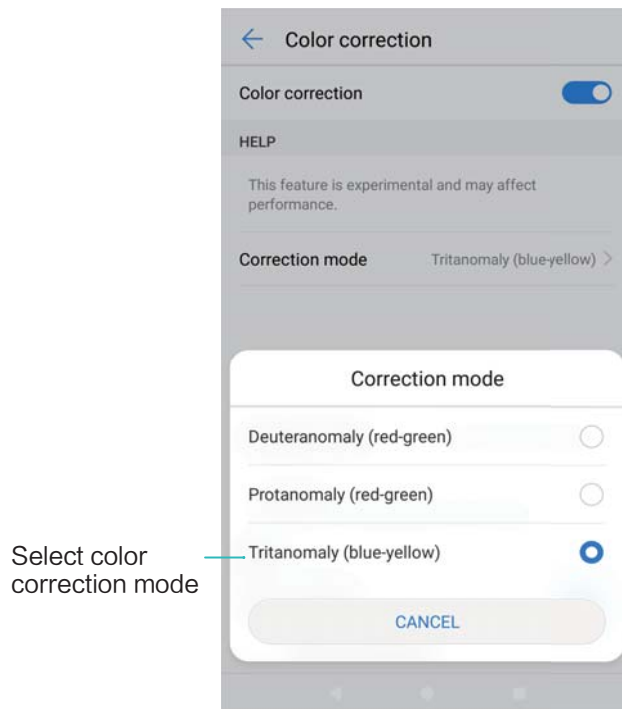 Color correction
Color correction
HELP
This feature is experimental and may affect
performance.
Correction mode
Tritanomaly (blue-yellow)
Correction mode
Deuteranomaly (red-green)
Protanomaly (red-green)
Select color
correction mode
Tritanomaly (blue-yellow)
CANCEL